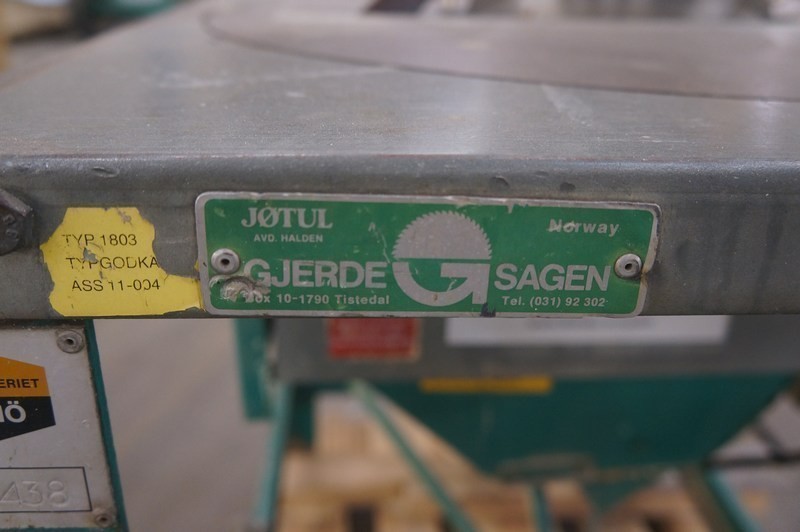 JØTUL
AVD. HALDEN
Norway
GJERDE G SAGEN
Box 10-1790 Tistedal
Tel. (031) 92 302
TYP 1803
TYPGODKÄ
ASS 11-004
ERIET
Ö
438